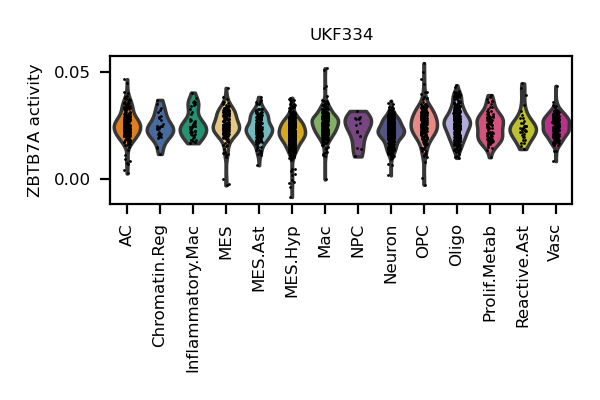 UKF334
ZBTB7A activity
0.05
0.00
AC
Chromatin.Reg
Inflammatory.Mac
MES
MES.Ast
MES.Hyp
Mac
NPC
Neuron
OPC
Oligo
Prolif.Metab
Reactive.Ast
Vasc